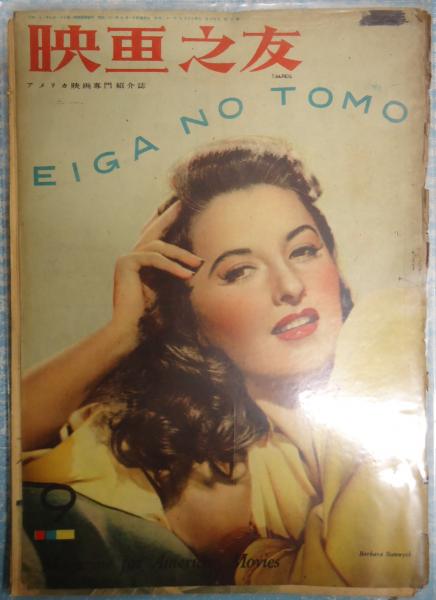 映画之友
アメリカ映画専門紹介誌
EIGA NO TOMO
9
for American Movies
Barbara Stanwyck